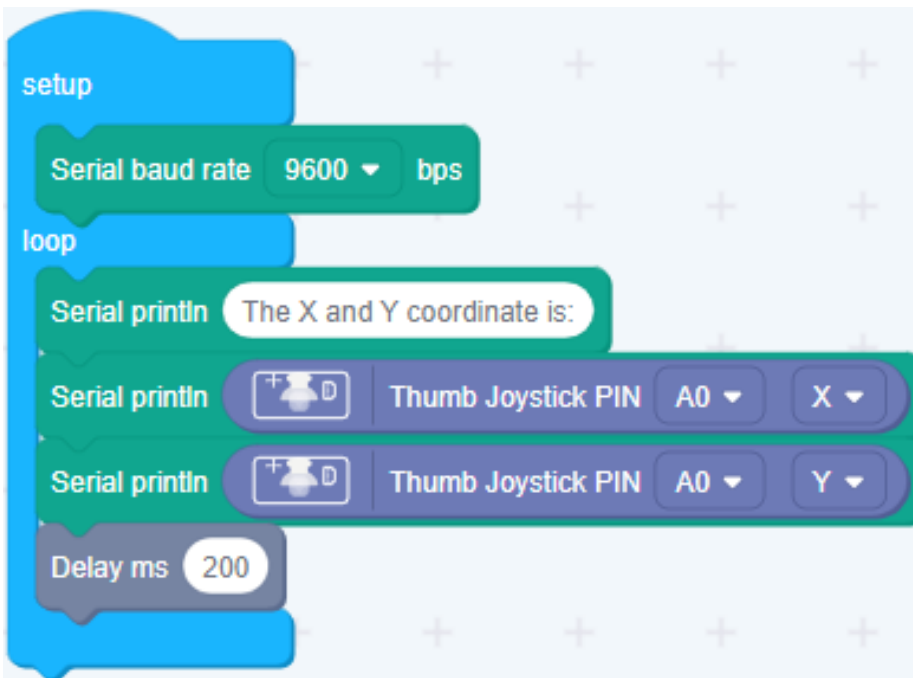 setup
Serial baud rate 9600 bps
loop
Serial println The X and Y coordinate is:
Serial println + D Thumb Joystick PIN A0 X
Serial println + D Thumb Joystick PIN A0 Y
Delay ms 200